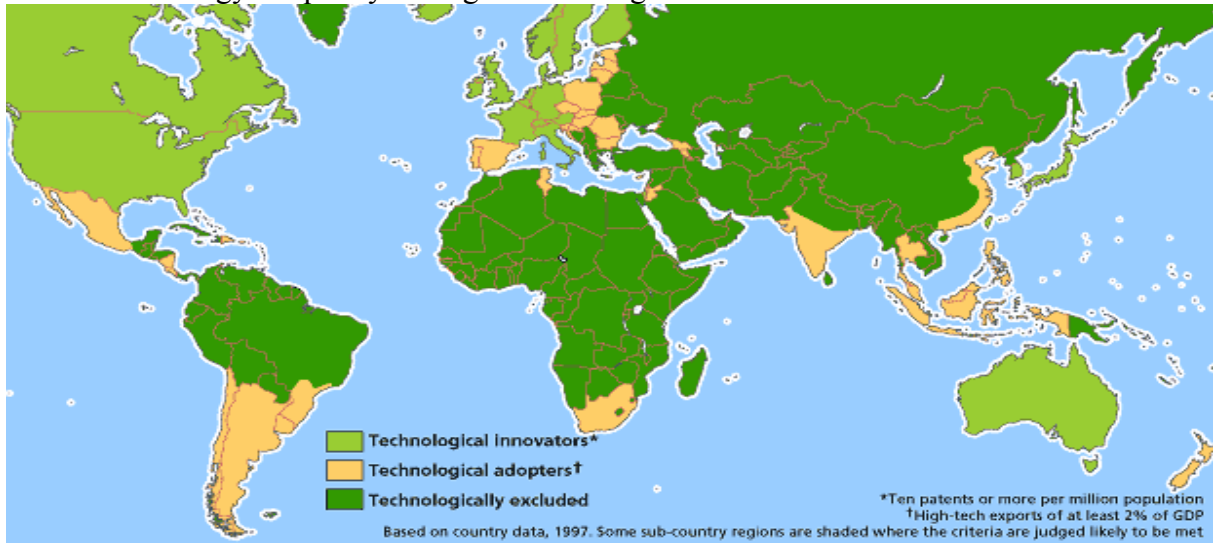 Technological innovators*
Technological adopters†
Technologically excluded
*Ten patents or more per million population
†High-tech exports of at least 2% of GDP
Based on country data, 1997. Some sub-country regions are shaded where the criteria are judged likely to be met